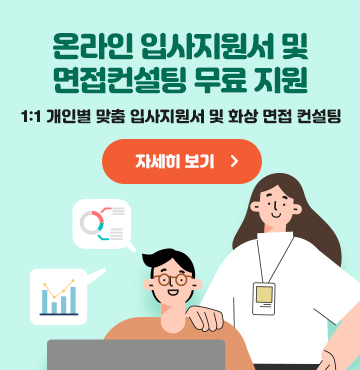 온라인 입사지원서 및
면접컨설팅 무료 지원
1:1 개인별 맞춤 입사지원서 및 화상 면접 컨설팅
자세히 보기